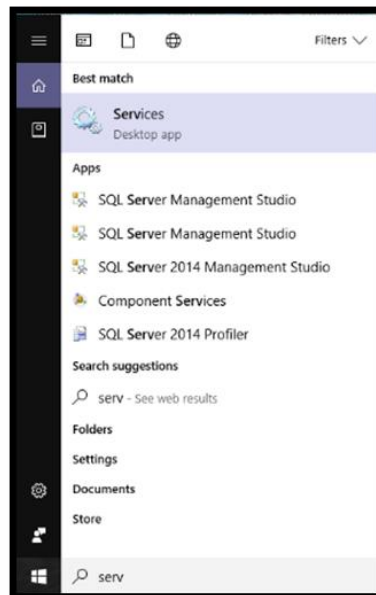 Filters
Best match
Services
Desktop app
Apps
SQL Server Management Studio
SQL Server Management Studio
SQL Server 2014 Management Studio
Component Services
SQL Server 2014 Profiler
Search suggestions
serv - See web results
Folders
Settings
Documents
Store
serv